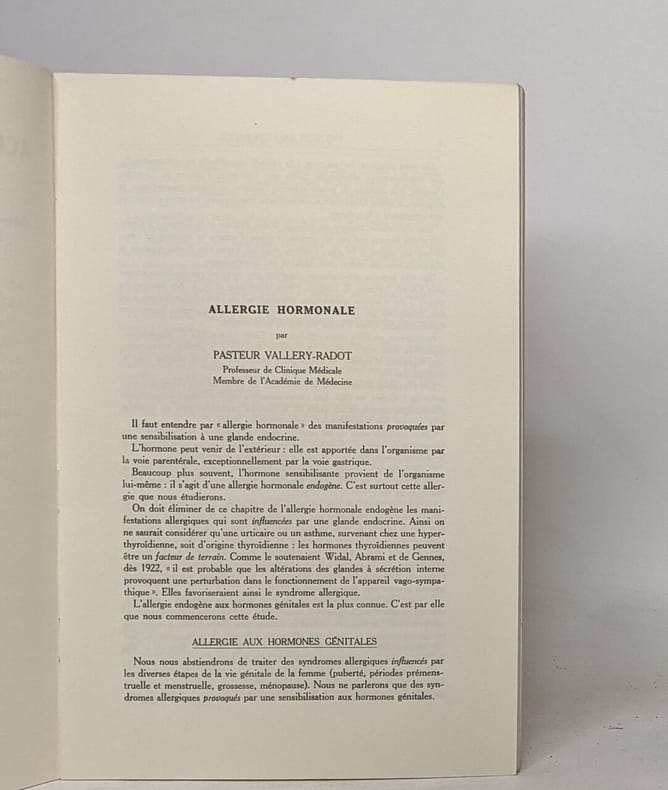 ALLERGIE HORMONALE
par
PASTEUR VALLERY-RADOT
Professeur de Clinique Médicale
Membre de l'Académie de Médecine
Il faut entendre par « allergie hormonale » des manifestations provoquées par
une sensibilisation à une glande endocrine.
L'hormone peut venir de l'extérieur : elle est apportée dans l'organisme par
la voie parentérale, exceptionnellement par la voie gastrique.
Beaucoup plus souvent, l'hormone sensibilisante provient de l'organisme
lui-même : il s'agit d'une allergie hormonale endogène. C'est surtout cette aller-
gie que nous étudierons.
On doit éliminer de ce chapitre de l'allergie hormonale endogène les mani-
festations allergiques qui sont influencées par une glande endocrine. Ainsi on
ne saurait considérer qu'une urticaire ou un asthme, survenant chez une hyper-
thyroïdienne, soit d'origine thyroïdienne : les hormones thyroïdiennes peuvent
être un facteur de terrain. Comme le soutenaient Widal, Abrami et de Gennes,
dès 1922, « il est probable que les altérations des glandes à sécrétion interne
provoquent une perturbation dans le fonctionnement de l'appareil vago-sympa-
thique ». Elles favoriseraient ainsi le syndrome allergique.
L'allergie endogène aux hormones génitales est la plus connue. C'est par elle
que nous commencerons cette étude.
ALLERGIE AUX HORMONES GÉNITALES
Nous nous abstiendrons de traiter des syndromes allergiques influencés par
les diverses étapes de la vie génitale de la femme (puberté, périodes prémens-
truelle et menstruelle, grossesse, ménopause). Nous ne parlerons que des syn-
dromes allergiques provoqués par une sensibilisation aux hormones génitales.